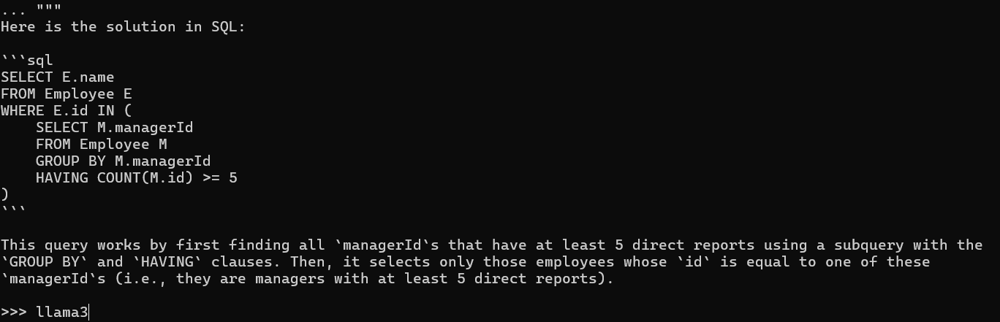 ... """
Here is the solution in SQL:
```sql
SELECT E.name
FROM Employee E
WHERE E.id IN (
    SELECT M.managerId
    FROM Employee M
    GROUP BY M.managerId
    HAVING COUNT(M.id) >= 5
)
```
This query works by first finding all `managerId`s that have at least 5 direct reports using a subquery with the
`GROUP BY` and `HAVING` clauses. Then, it selects only those employees whose `id` is equal to one of these
`managerId`s (i.e., they are managers with at least 5 direct reports).
>>> llama3